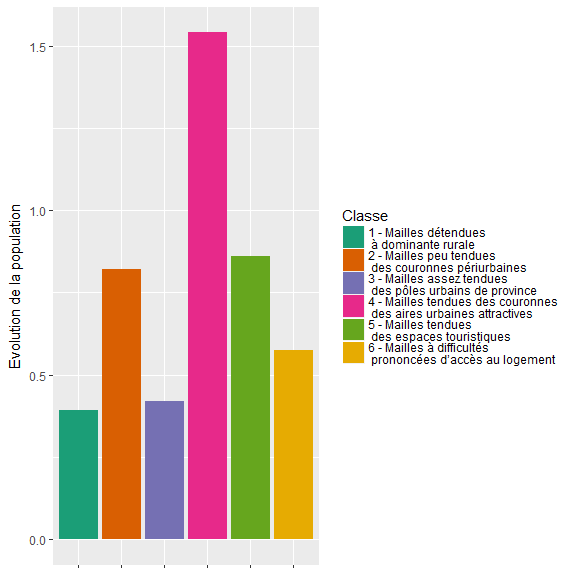 Evolution de la population
1.5
1.0
0.5
0.0
Classe
1 - Mailles détendues
à dominante rurale
2 - Mailles peu tendues
des couronnes périurbaines
3 - Mailles assez tendues
des pôles urbains de province
4 - Mailles tendues des couronnes
des aires urbaines attractives
5 - Mailles tendues
des espaces touristiques
6 - Mailles à difficultés
prononcées d'accès au logement